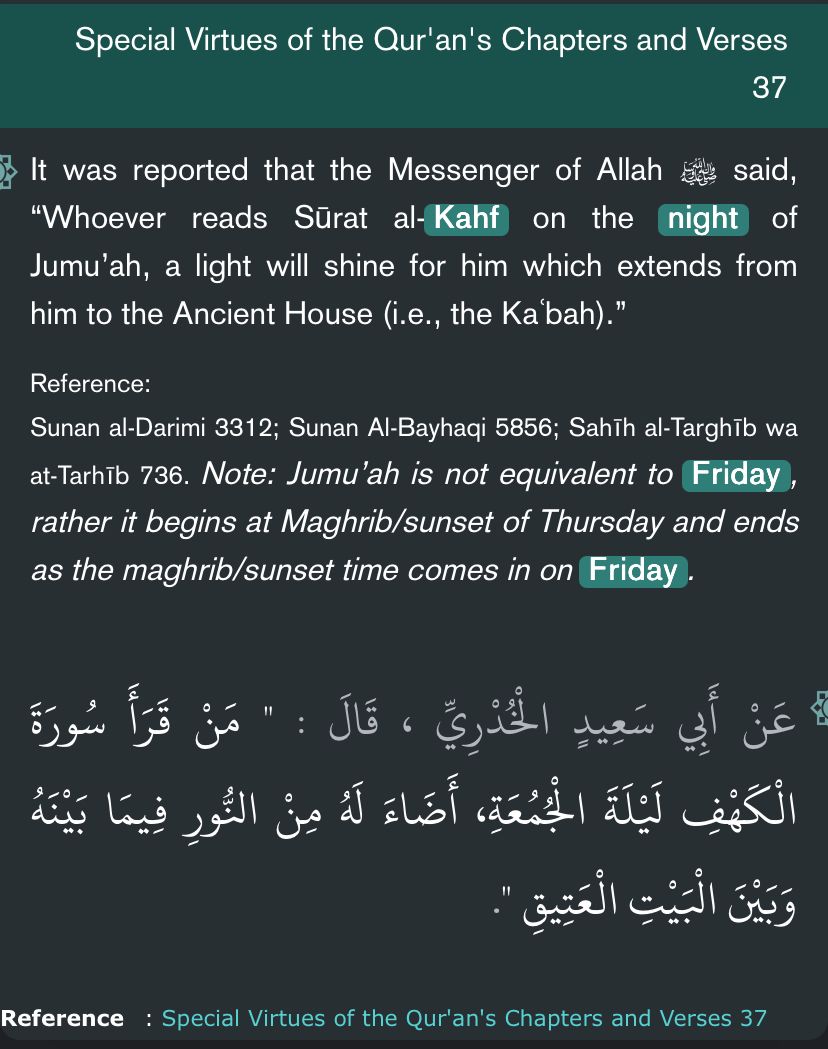 Special Virtues of the Qur'an's Chapters and Verses
37
It was reported that the Messenger of Allah ﷺ said,
“Whoever reads Sūrat al-Kahf on the night of
Jumu’ah, a light will shine for him which extends from
him to the Ancient House (i.e., the Kaʿbah).”
Reference:
Sunan al-Darimi 3312; Sunan Al-Bayhaqi 5856; Sahīh al-Targhīb wa
at-Tarhīb 736. Note: Jumu’ah is not equivalent to Friday,
rather it begins at Maghrib/sunset of Thursday and ends
as the maghrib/sunset time comes in on Friday.
عَنْ أَبِي سَعِيدٍ الْخُدْرِيِّ ، قَالَ : " مَنْ قَرَأَ سُورَةَ
الْكَهْفِ لَيْلَةَ الْجُمُعَةِ، أَضَاءَ لَهُ مِنْ النُّورِ فِيمَا بَيْنَهُ
وَبَيْنَ الْبَيْتِ الْعَتِيقِ ".
Reference : Special Virtues of the Qur'an's Chapters and Verses 37